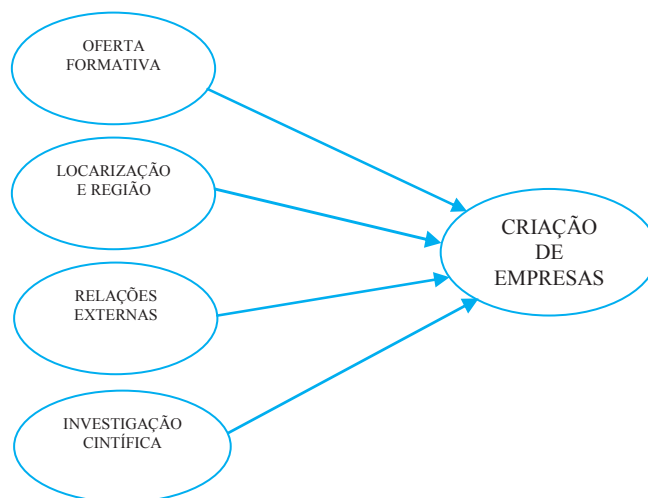 OFERTA
FORMATIVA
LOCARIZAÇÃO
E REGIÃO
RELAÇÕES
EXTERNAS
INVESTIGAÇÃO
CINTÍFICA
CRIAÇÃO
DE
EMPRESAS